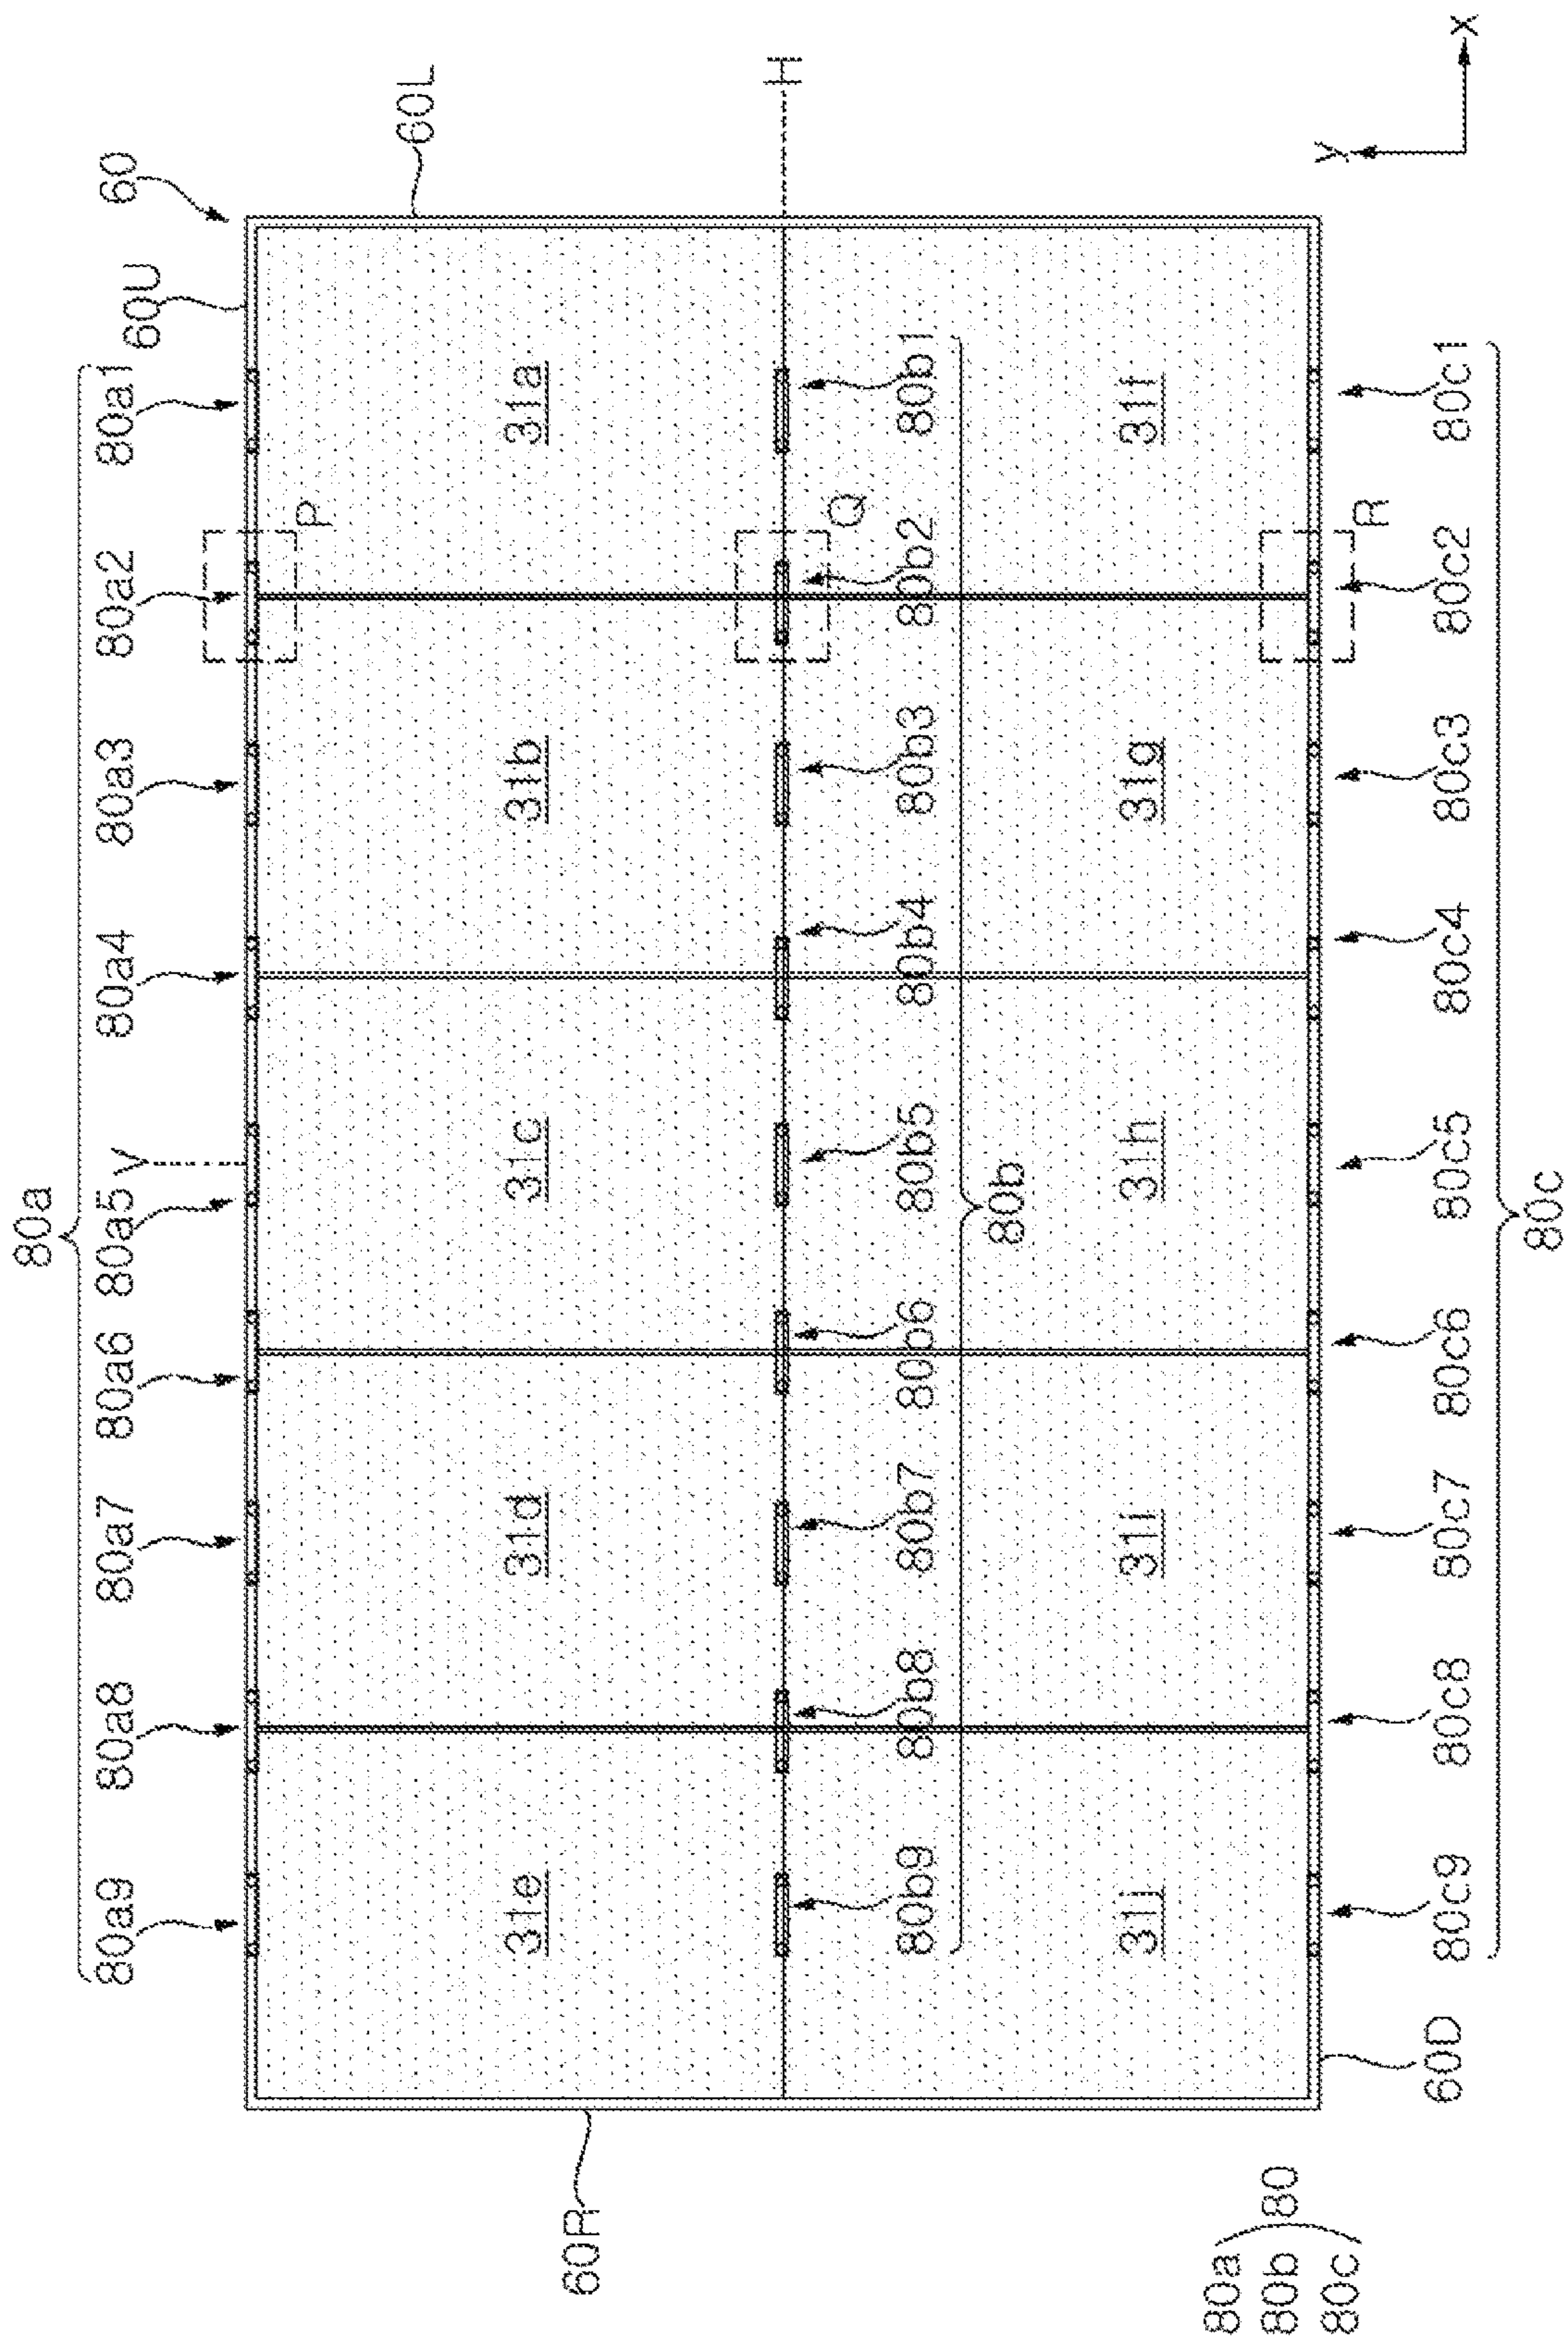 80a
80a9 80a8 80a7 80a6 80a5 V 80a4 80a3 80a2 80a1 60U 60
P
60L
31e 31d 31c 31b 31a
60R
H
Q
80b9 80b8 80b7 80b6 80b5 80b4 80b3 80b2 80b1
80b
31j 31i 31h 31g 31f
R
80c9 80c8 80c7 80c6 80c5 80c4 80c3 80c2 80c1
60D
80c
80a
80b 80
80c
y
x